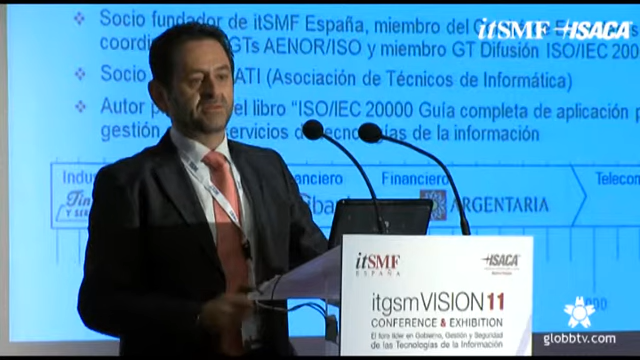 Socio fundador de itSMF España, miembro del
itSMF ISACA
coordi GTs AENOR/ISO y miembro GT Difusión ISO/IEC 200
Socio ATI (Asociación de Técnicos de Informática)
Autor del libro "ISO/IEC 20000 Guía completa de aplicación
gestión servicios de tecnologías de la información
Financiero Telecom
Y SER ARGENTARIA
itSMF ISACA
ESPAÑA
itgsmVISION11
CONFERENCE & EXHIBITION
El foro líder en Gobierno, Gestión y Seguridad
de las Tecnologías de la Información
globbtv.com